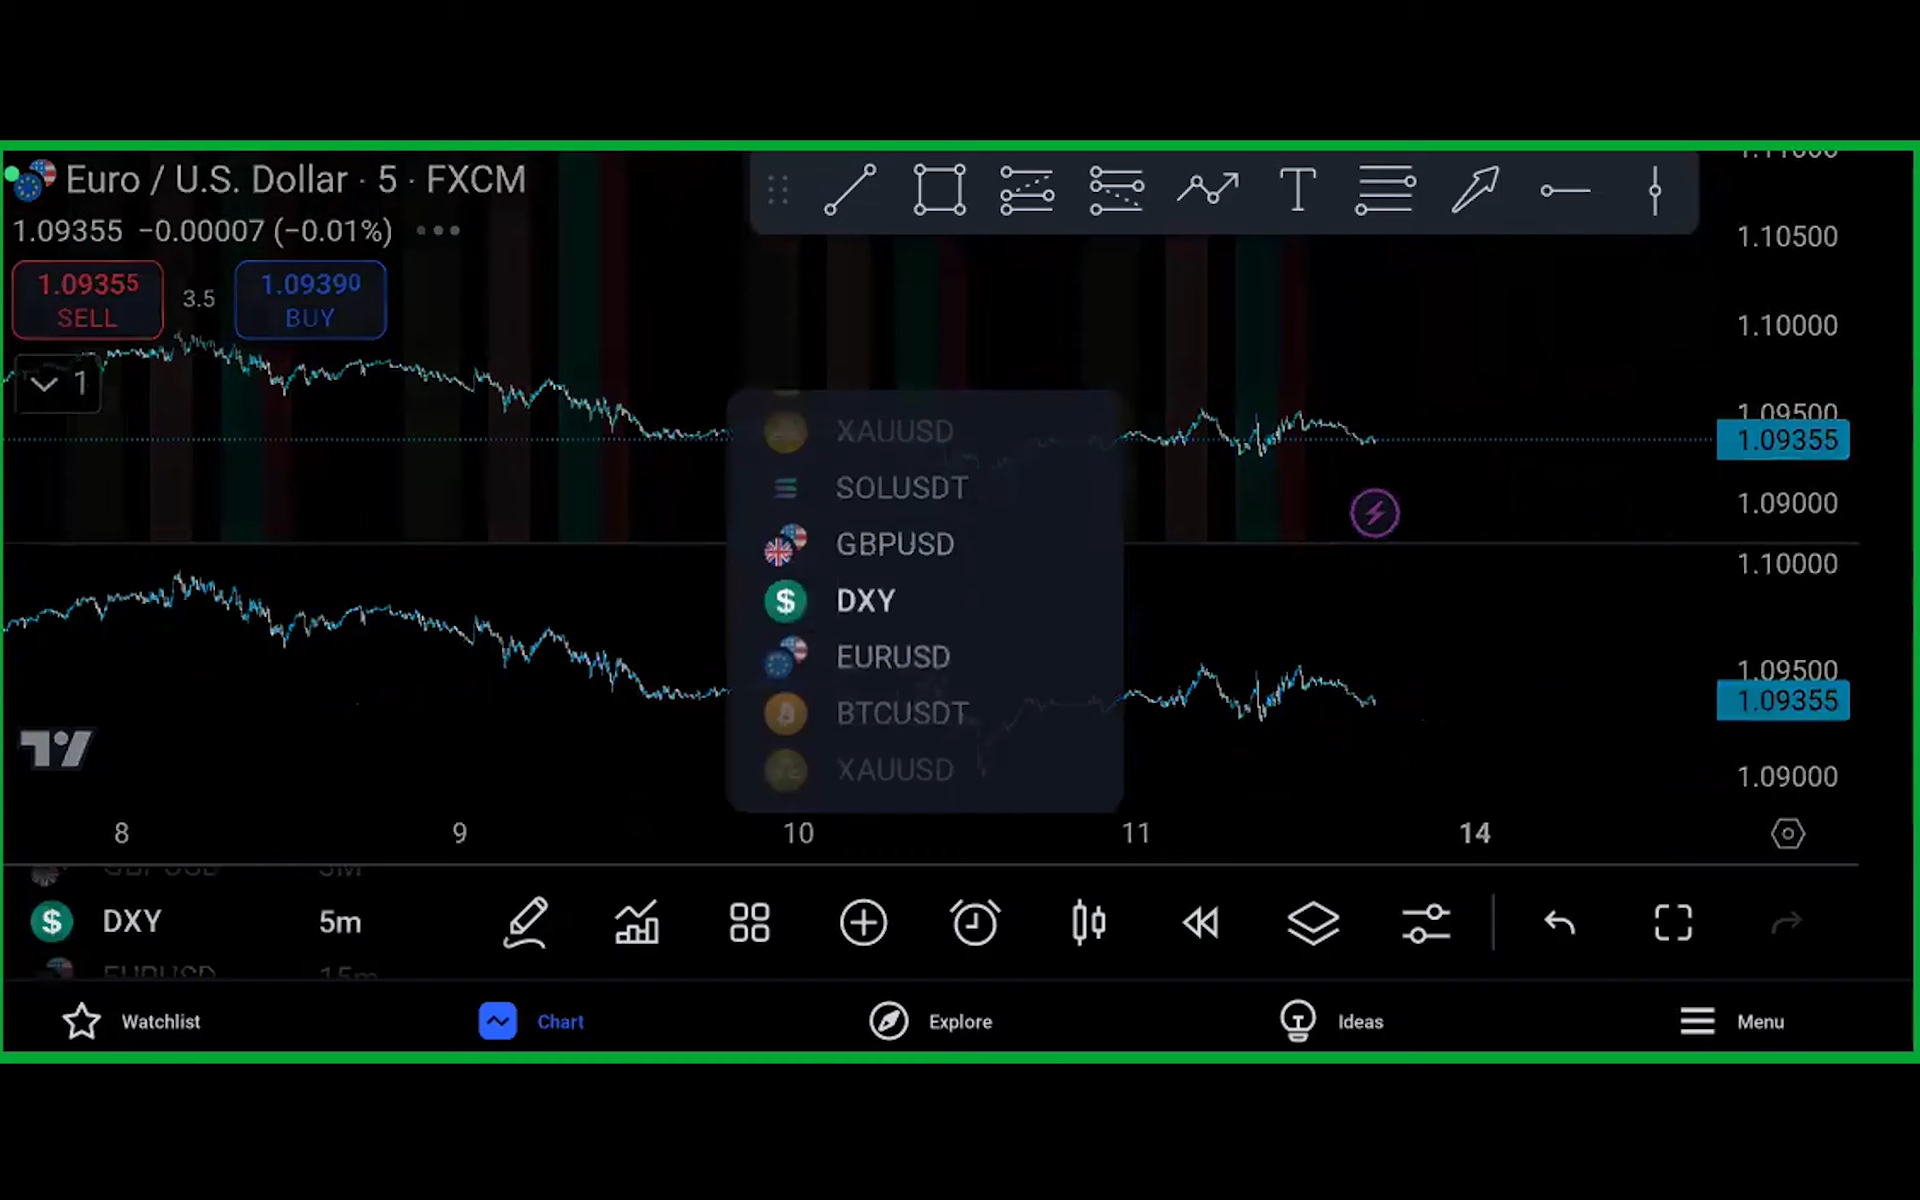 Euro / U.S. Dollar · 5 · FXCM
1.09355 −0.00007 (−0.01%)
1.09355
SELL
3.5
1.09390
BUY
1
T
1.10500
1.10000
1.09500
1.09355
1.09000
1.10000
1.09500
1.09355
1.09000
XAUUSD
SOLUSDT
GBPUSD
DXY
EURUSD
BTCUSDT
XAUUSD
8 9 10 11 14
DXY 5m
EURUSD 15m
Watchlist Chart Explore Ideas Menu